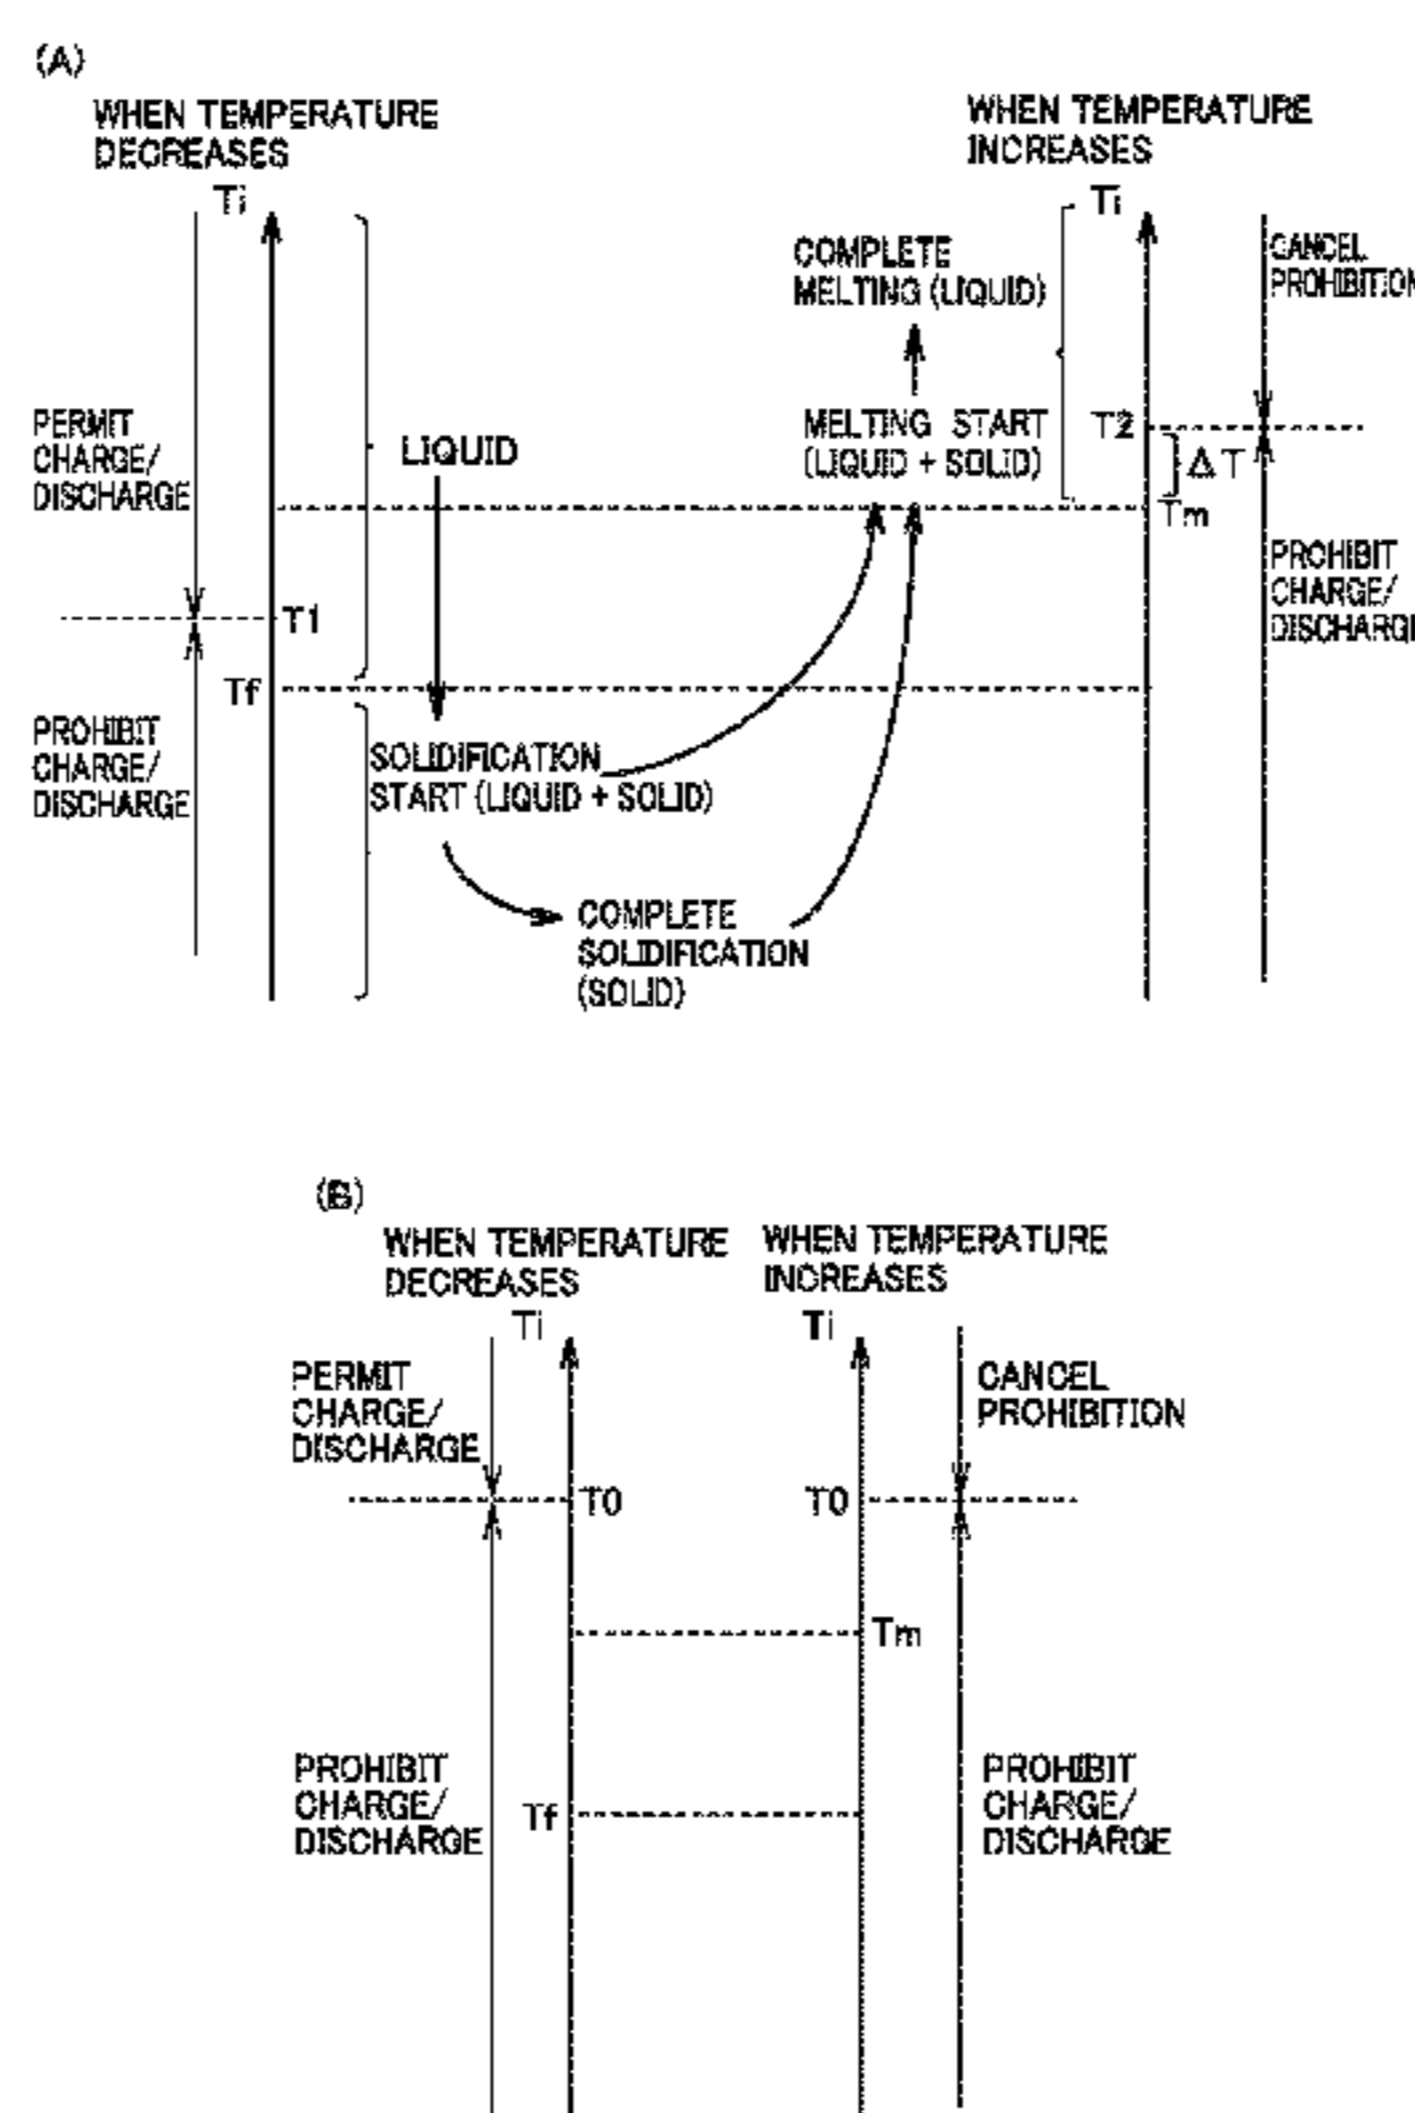 (A)
WHEN TEMPERATURE
DECREASES
Ti
WHEN TEMPERATURE
INCREASES
Ti
COMPLETE
MELTING (LIQUID)
CANCEL
PROHIBITION
PERMIT
CHARGE/
DISCHARGE
LIQUID
MELTING START
(LIQUID + SOLID)
T2
ΔT
Tm
T1
PROHIBIT
CHARGE/
DISCHARGE
Tf
PROHIBIT
CHARGE/
DISCHARGE
SOLIDIFICATION
START (LIQUID + SOLID)
COMPLETE
SOLIDIFICATION
(SOLID)
(B)
WHEN TEMPERATURE
DECREASES
Ti
WHEN TEMPERATURE
INCREASES
Ti
PERMIT
CHARGE/
DISCHARGE
CANCEL
PROHIBITION
T0
T0
Tm
PROHIBIT
CHARGE/
DISCHARGE
Tf
PROHIBIT
CHARGE/
DISCHARGE